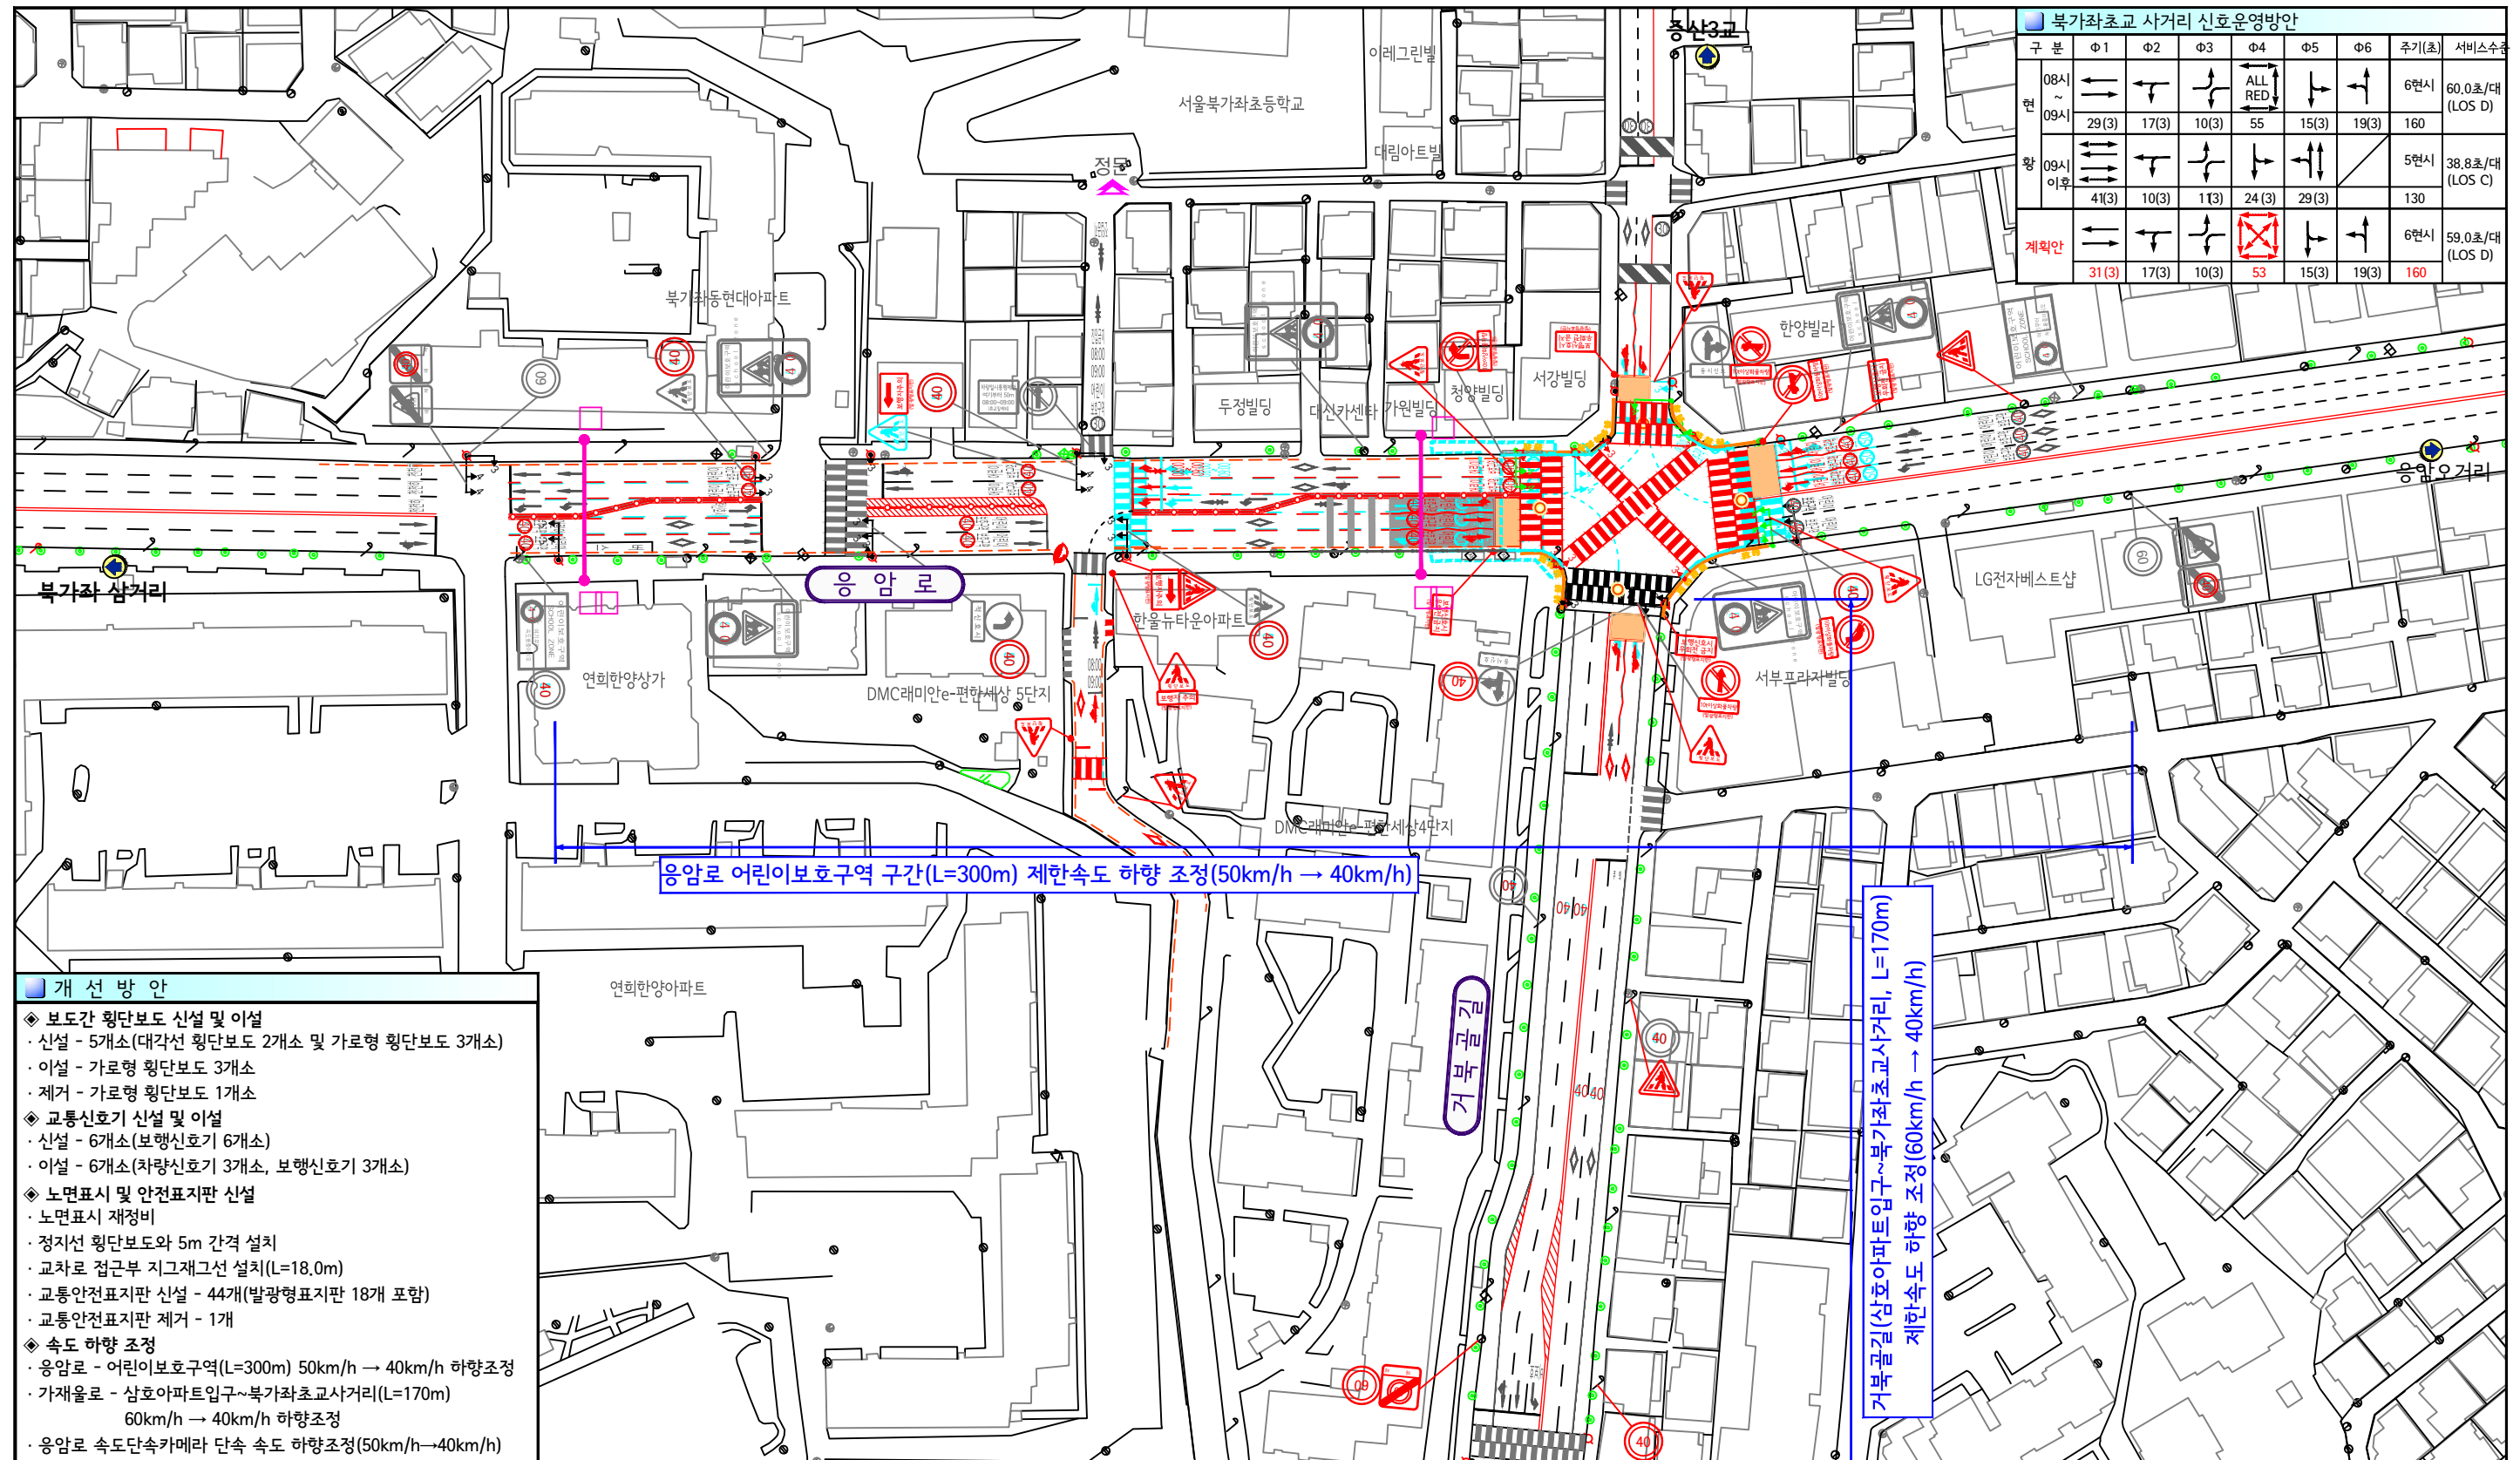 북가좌초교 사거리 신호운영방안
구 분 Φ1 Φ2 Φ3 Φ4 Φ5 Φ6 주기(초) 서비스수준
현황
08시 ~ 09시
ALL RED
6현시
60.0초/대 (LOS D)
29(3) 17(3) 10(3) 55 15(3) 19(3) 160
09시 이후
5현시
38.8초/대 (LOS C)
41(3) 10(3) 11(3) 24(3) 29(3) 130
계획안
6현시
59.0초/대 (LOS D)
31(3) 17(3) 10(3) 53 15(3) 19(3) 160
증산3교
이레그린빌
서울북가좌초등학교
대림아트빌
정문
북가좌동현대아파트
한양빌라
서강빌딩
청양빌딩
두정빌딩
대신카센타
가원빌딩
응암오거리
북가좌 삼거리
응 암 로
LG전자베스트샵
한울뉴타운아파트
연희한양상가
DMC래미안e-편한세상 5단지
서부프라자빌딩
DMC래미안e-편한세상4단지
응암로 어린이보호구역 구간(L=300m) 제한속도 하향 조정(50km/h → 40km/h)
거북골길(삼호아파트입구~북가좌초교사거리, L=170m)
제한속도 하향 조정(60km/h → 40km/h)
거 북 골 길
연희한양아파트
개 선 방 안
◈ 보도간 횡단보도 신설 및 이설
· 신설 - 5개소(대각선 횡단보도 2개소 및 가로형 횡단보도 3개소)
· 이설 - 가로형 횡단보도 3개소
· 제거 - 가로형 횡단보도 1개소
◈ 교통신호기 신설 및 이설
· 신설 - 6개소(보행신호기 6개소)
· 이설 - 6개소(차량신호기 3개소, 보행신호기 3개소)
◈ 노면표시 및 안전표지판 신설
· 노면표시 재정비
· 정지선 횡단보도와 5m 간격 설치
· 교차로 접근부 지그재그선 설치(L=18.0m)
· 교통안전표지판 신설 - 44개(발광형표지판 18개 포함)
· 교통안전표지판 제거 - 1개
◈ 속도 하향 조정
· 응암로 - 어린이보호구역(L=300m) 50km/h → 40km/h 하향조정
· 가재울로 - 삼호아파트입구~북가좌초교사거리(L=170m)
60km/h → 40km/h 하향조정
· 응암로 속도단속카메라 단속 속도 하향조정(50km/h→40km/h)